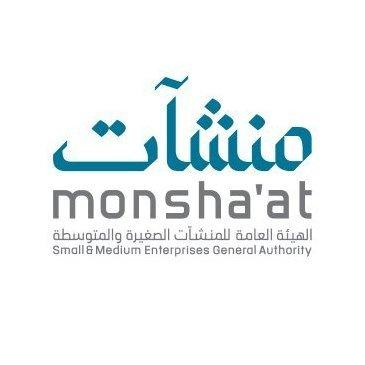 منشآت
monsha'at
الهيئة العامة للمنشآت الصغيرة والمتوسطة
Small & Medium Enterprises General Authority